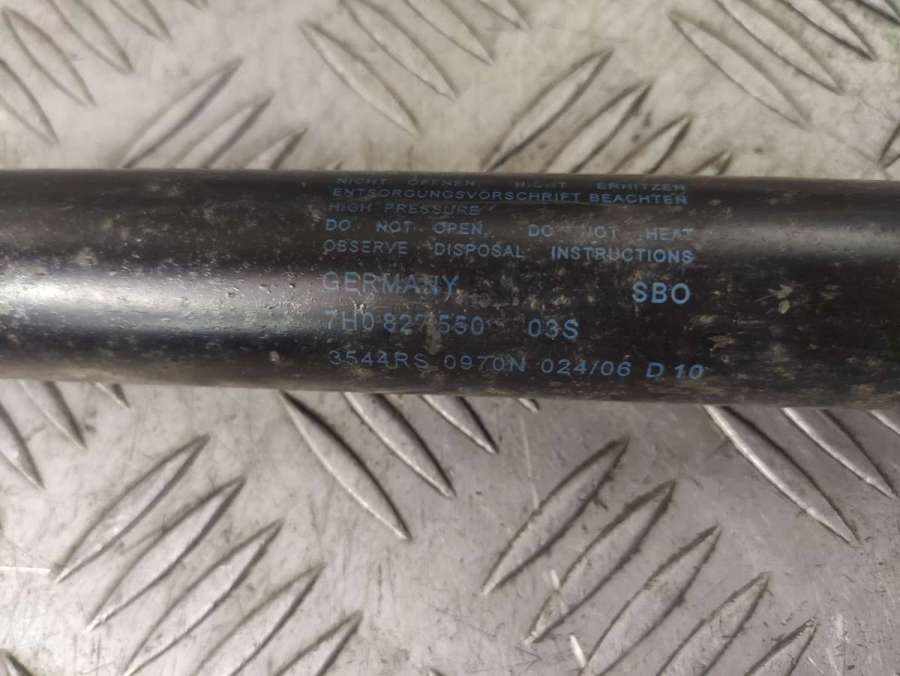 NICHT ÖFFNEN, NICHT ERHITZEN
ENTSORGUNGSVORSCHRIFT BEACHTEN
HIGH PRESSURE
DO NOT OPEN, DO NOT HEAT
OBSERVE DISPOSAL INSTRUCTIONS
GERMANY SBO
7H0 827 550 03S
3544RS 0970N 024/06 D 10